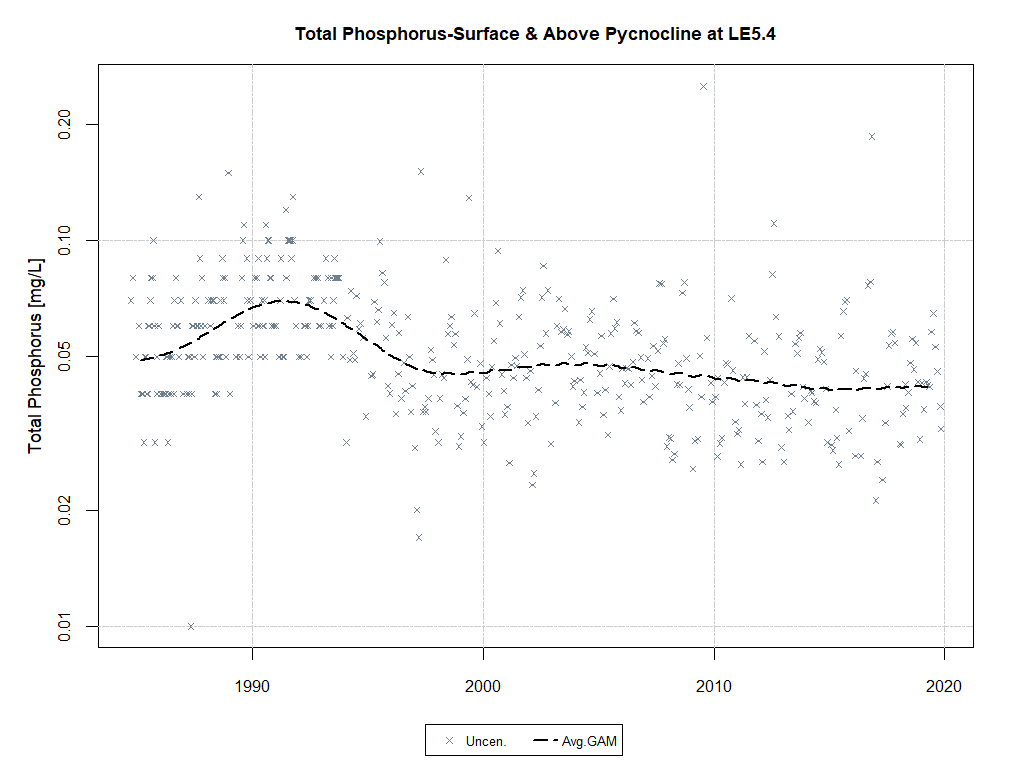 Total Phosphorus-Surface & Above Pycnocline at LE5.4
Total Phosphorus [mg/L]
0.20
0.10
0.05
0.02
0.01
1990 2000 2010 2020
Uncen. Avg.GAM